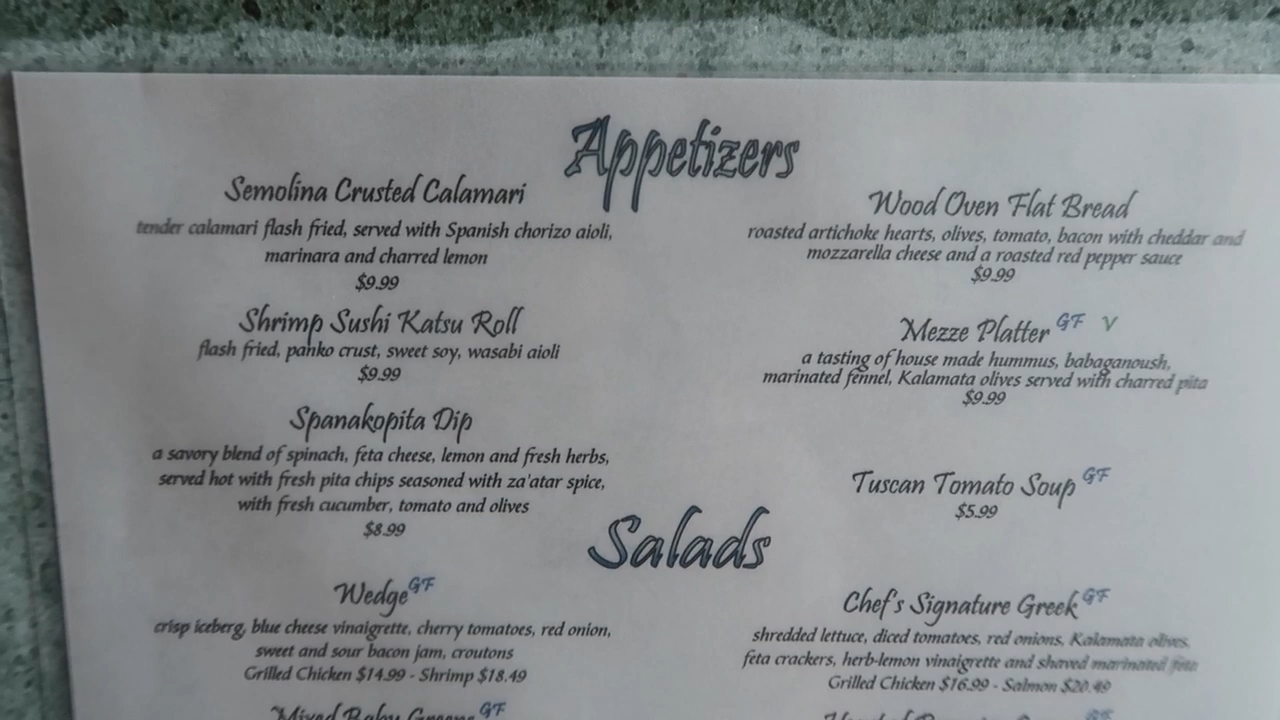 Appetizers
Semolina Crusted Calamari
tender calamari flash fried, served with Spanish chorizo aioli,
marinara and charred lemon
$9.99
Shrimp Sushi Katsu Roll
flash fried, panko crust, sweet soy, wasabi aioli
$9.99
Spanakopita Dip
a savory blend of spinach, feta cheese, lemon and fresh herbs,
served hot with fresh pita chips seasoned with za'atar spice,
with fresh cucumber, tomato and olives
$8.99
Wood Oven Flat Bread
roasted artichoke hearts, olives, tomato, bacon with cheddar and
mozzarella cheese and a roasted red pepper sauce
$9.99
Mezze Platter GF V
a tasting of house made hummus, babaganoush,
marinated fennel, Kalamata olives served with charred pita
$9.99
Tuscan Tomato Soup GF
$5.99
Salads
Wedge GF
crisp iceberg, blue cheese vinaigrette, cherry tomatoes, red onion,
sweet and sour bacon jam, croutons
Grilled Chicken $14.99 - Shrimp $18.49
Mixed Baby Greens GF
Chef's Signature Greek GF
shredded lettuce, diced tomatoes, red onions, Kalamata olives,
feta crackers, herb-lemon vinaigrette and shaved marinated feta
Grilled Chicken $16.99 - Salmon $20.49